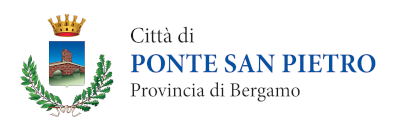 Città di
PONTE SAN PIETRO
Provincia di Bergamo